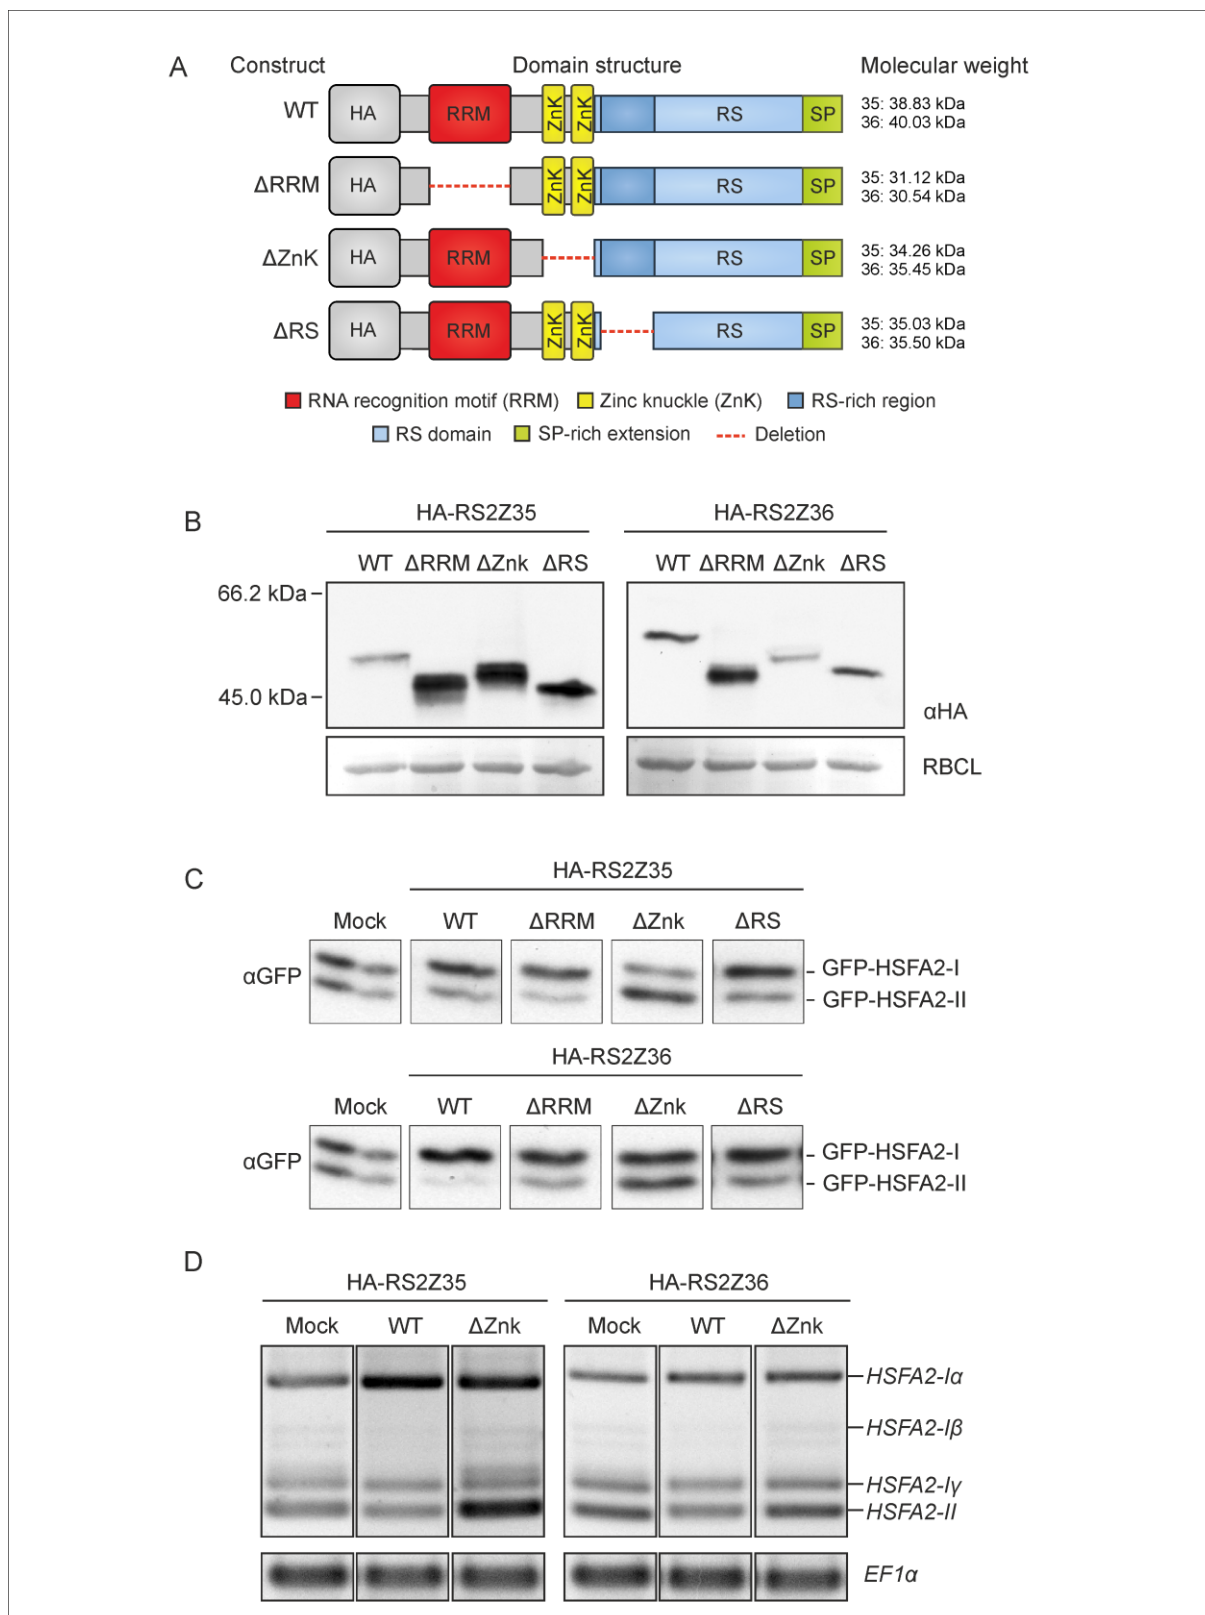 A
Construct Domain structure Molecular weight
WT HA RRM ZnK ZnK RS SP 35: 38.83 kDa
36: 40.03 kDa
ΔRRM HA ZnK ZnK RS SP 35: 31.12 kDa
36: 30.54 kDa
ΔZnK HA RRM RS SP 35: 34.26 kDa
36: 35.45 kDa
ΔRS HA RRM ZnK ZnK RS SP 35: 35.03 kDa
36: 35.50 kDa
RNA recognition motif (RRM) Zinc knuckle (ZnK) RS-rich region
RS domain SP-rich extension Deletion
B
HA-RS2Z35 HA-RS2Z36
WT ΔRRM ΔZnk ΔRS WT ΔRRM ΔZnk ΔRS
66.2 kDa
45.0 kDa
αHA
RBCL
C
HA-RS2Z35
Mock WT ΔRRM ΔZnk ΔRS
αGFP GFP-HSFA2-I
GFP-HSFA2-II
HA-RS2Z36
Mock WT ΔRRM ΔZnk ΔRS
αGFP GFP-HSFA2-I
GFP-HSFA2-II
D
HA-RS2Z35 HA-RS2Z36
Mock WT ΔZnk Mock WT ΔZnk
HSFA2-Iα
HSFA2-Iβ
HSFA2-Iγ
HSFA2-II
EF1α